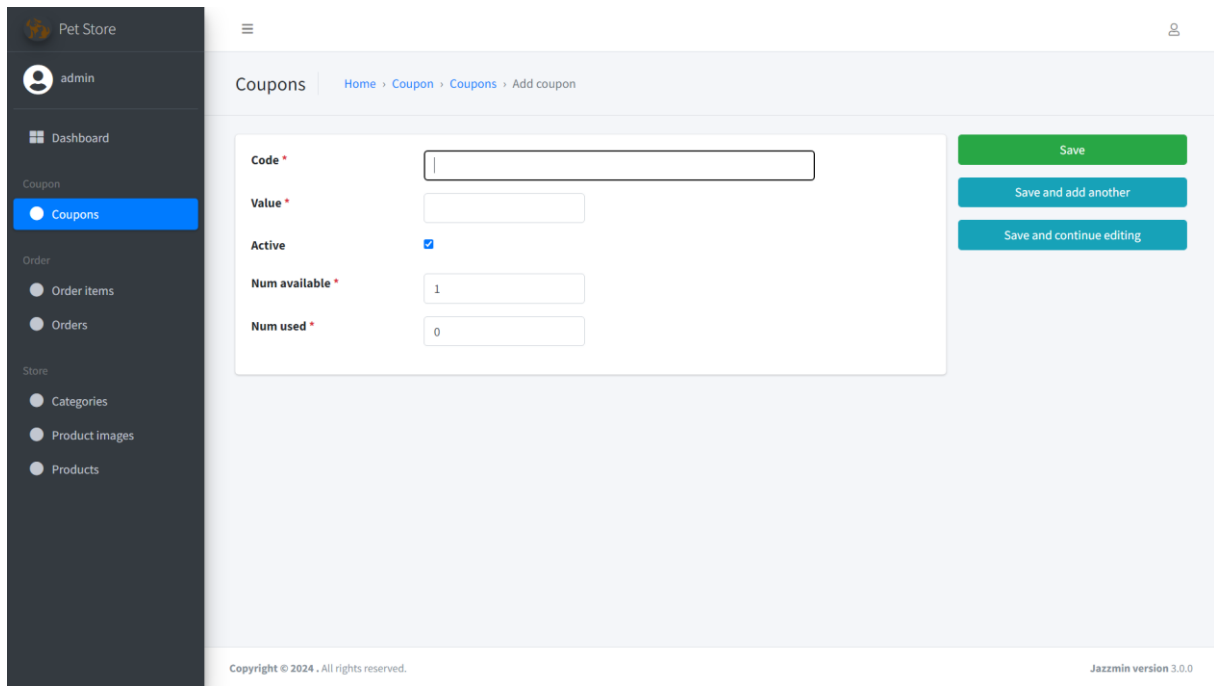 Pet Store
admin
Dashboard
Coupon
Coupons
Order
Order items
Orders
Store
Categories
Product images
Products
Coupons
Home › Coupon › Coupons › Add coupon
Code *
Value *
Active
Num available * 1
Num used * 0
Save
Save and add another
Save and continue editing
Copyright © 2024 . All rights reserved.
Jazzmin version 3.0.0